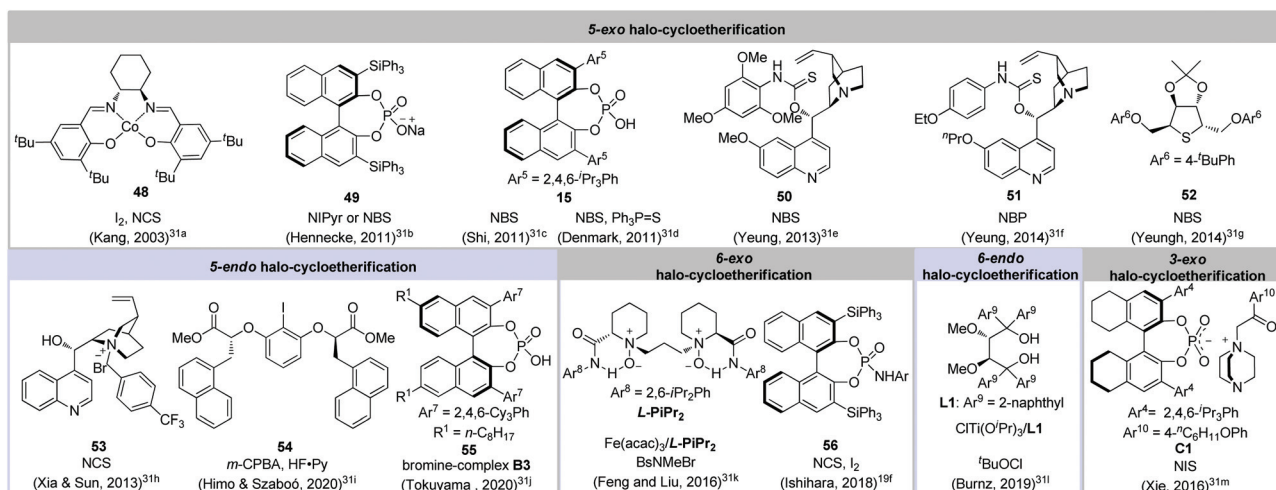 5-exo halo-cycloetherification
N
N
Co
O
O
tBu
tBu
tBu
tBu
48
I2, NCS
(Kang, 2003)31a
SiPh3
O
O
P
O
ONa
SiPh3
49
NIPyr or NBS
(Hennecke, 2011)31b
Ar5
O
O
P
O
OH
Ar5
Ar5 = 2,4,6-iPr3Ph
15
NBS
(Shi, 2011)31c
NBS, Ph3P=S
(Denmark, 2011)31d
OMe
H
N
S
MeO
OMe
O
N
MeO
N
50
NBS
(Yeung, 2013)31e
H
N
S
EtO
O
N
nPrO
N
51
NBP
(Yeung, 2014)31f
O
O
Ar6O
S
OAr6
Ar6 = 4-tBuPh
52
NBS
(Yeungh, 2014)31g
5-endo halo-cycloetherification
HO
N
+
−
Br
N
CF3
53
NCS
(Xia & Sun, 2013)31h
MeO
O
O
I
O
O
OMe
54
m-CPBA, HF•Py
(Himo & Szaboó, 2020)31i
R1
Ar7
O
O
P
O
OH
R1
Ar7
Ar7 = 2,4,6-Cy3Ph
R1 = n-C8H17
55
bromine-complex B3
(Tokuyama , 2020)31j
6-exo
halo-cycloetherification
O
N
+
N
+
O
Ar8
N
H
O
−
O
−
H
N
Ar8
Ar8 = 2,6-iPr2Ph
L-PiPr2
Fe(acac)3/L-PiPr2
BsNMeBr
(Feng and Liu, 2016)31k
SiPh3
O
O
P
O
NHAr
SiPh3
56
NCS, I2
(Ishihara, 2018)19f
6-endo
halo-cycloetherification
Ar9
Ar9
MeO
OH
MeO
OH
Ar9
Ar9
L1: Ar9 = 2-naphthyl
ClTi(OiPr)3/L1
tBuOCl
(Burnz, 2019)31l
3-exo
halo-cycloetherification
Ar4
O
O
P
O
−
O
Ar4
Ar10
O
N
+
N
Ar4= 2,4,6-iPr3Ph
Ar10 = 4-nC6H11OPh
C1
NIS
(Xie, 2016)31m